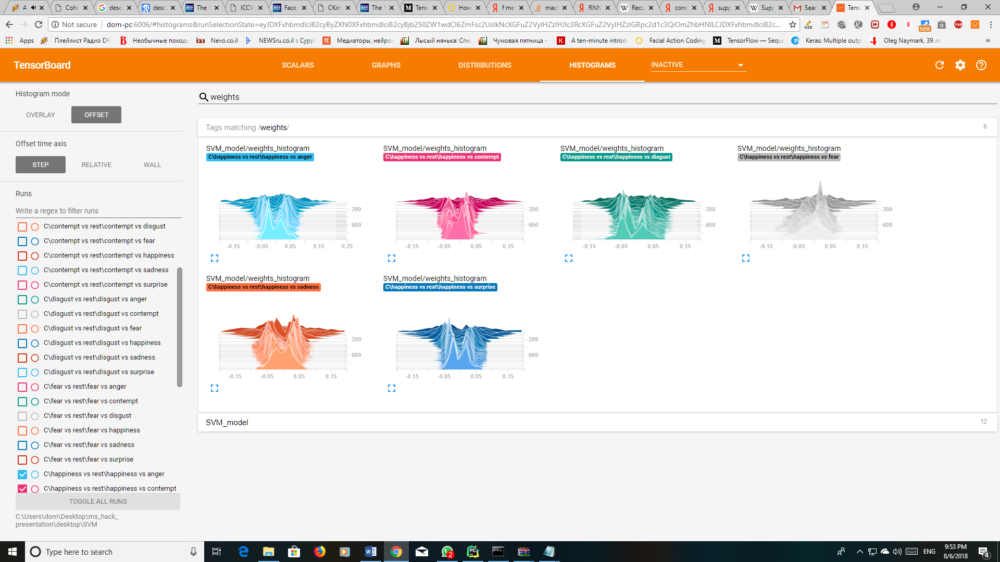 A
Cohn
desc
desc
The I
ICCV
Face
CKim
The I
Tens
How
f me
macl
RNN
Recu
conc
supp
Supp
Sear
Tens
Not secure
dom-pc:6006/#histograms&runSelectionState=
Apps
Плейлист Радио DF
Необычные поход
Nevo.co.il
NEWSru.co.il :: Сурр
Медиаторы, нейрон
Лысый нянька: Спец
Чумовая пятница -
A ten-minute introdu
Facial Action Coding
TensorFlow — Seque
Keras: Multiple outp
Oleg Naymark, 39 ле
»
TensorBoard
SCALARS
GRAPHS
DISTRIBUTIONS
HISTOGRAMS
INACTIVE
Histogram mode
OVERLAY
OFFSET
Offset time axis
STEP
RELATIVE
WALL
Runs
Write a regex to filter runs
C\contempt vs rest\contempt vs disgust
C\contempt vs rest\contempt vs fear
C\contempt vs rest\contempt vs happiness
C\contempt vs rest\contempt vs sadness
C\contempt vs rest\contempt vs surprise
C\disgust vs rest\disgust vs anger
C\disgust vs rest\disgust vs contempt
C\disgust vs rest\disgust vs fear
C\disgust vs rest\disgust vs happiness
C\disgust vs rest\disgust vs sadness
C\disgust vs rest\disgust vs surprise
C\fear vs rest\fear vs anger
C\fear vs rest\fear vs contempt
C\fear vs rest\fear vs disgust
C\fear vs rest\fear vs happiness
C\fear vs rest\fear vs sadness
C\fear vs rest\fear vs surprise
C\happiness vs rest\happiness vs anger
C\happiness vs rest\happiness vs contempt
TOGGLE ALL RUNS
C:\Users\dom\Desktop\ms_hack_
presentation\desktop\SVM
weights
Tags matching /weights/
6
SVM_model/weights_histogram
C\happiness vs rest\happiness vs anger
200
600
-0.15 -0.05 0.05 0.15 0.25
SVM_model/weights_histogram
C\happiness vs rest\happiness vs contempt
200
600
-0.15 -0.05 0.05 0.15
SVM_model/weights_histogram
C\happiness vs rest\happiness vs disgust
200
600
-0.15 -0.05 0.05 0.15
SVM_model/weights_histogram
C\happiness vs rest\happiness vs fear
200
600
-0.15 -0.05 0.05 0.15
SVM_model/weights_histogram
C\happiness vs rest\happiness vs sadness
200
600
-0.15 -0.05 0.05 0.15
SVM_model/weights_histogram
C\happiness vs rest\happiness vs surprise
200
600
-0.15 -0.05 0.05 0.15
SVM_model
12
Type here to search
2
ENG
9:53 PM
8/6/2018
4